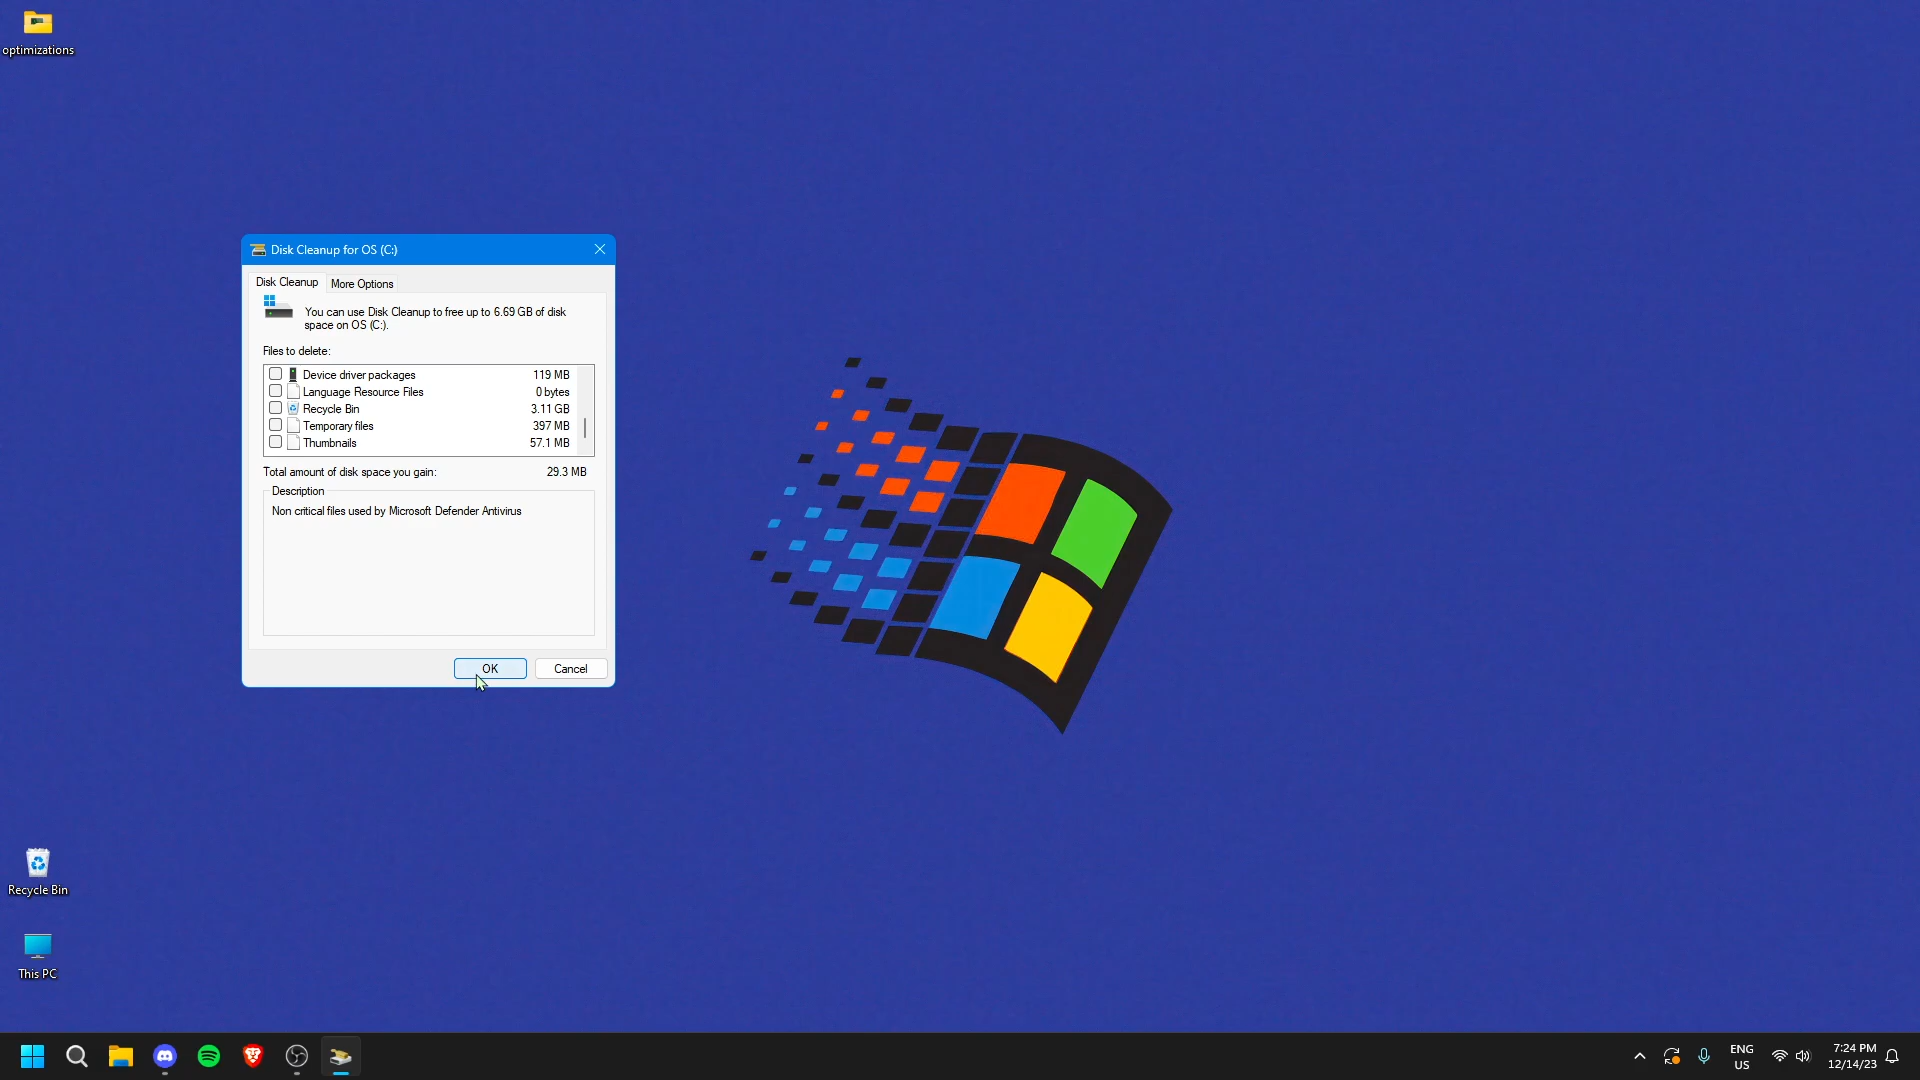 optimizations
Disk Cleanup for OS (C:)
Disk Cleanup
More Options
You can use Disk Cleanup to free up to 6.69 GB of disk
space on OS (C:).
Files to delete:
Device driver packages 119 MB
Language Resource Files 0 bytes
Recycle Bin 3.11 GB
Temporary files 397 MB
Thumbnails 57.1 MB
Total amount of disk space you gain: 29.3 MB
Description
Non critical files used by Microsoft Defender Antivirus
OK
Cancel
Recycle Bin
This PC
ENG
US
7:24 PM
12/14/23